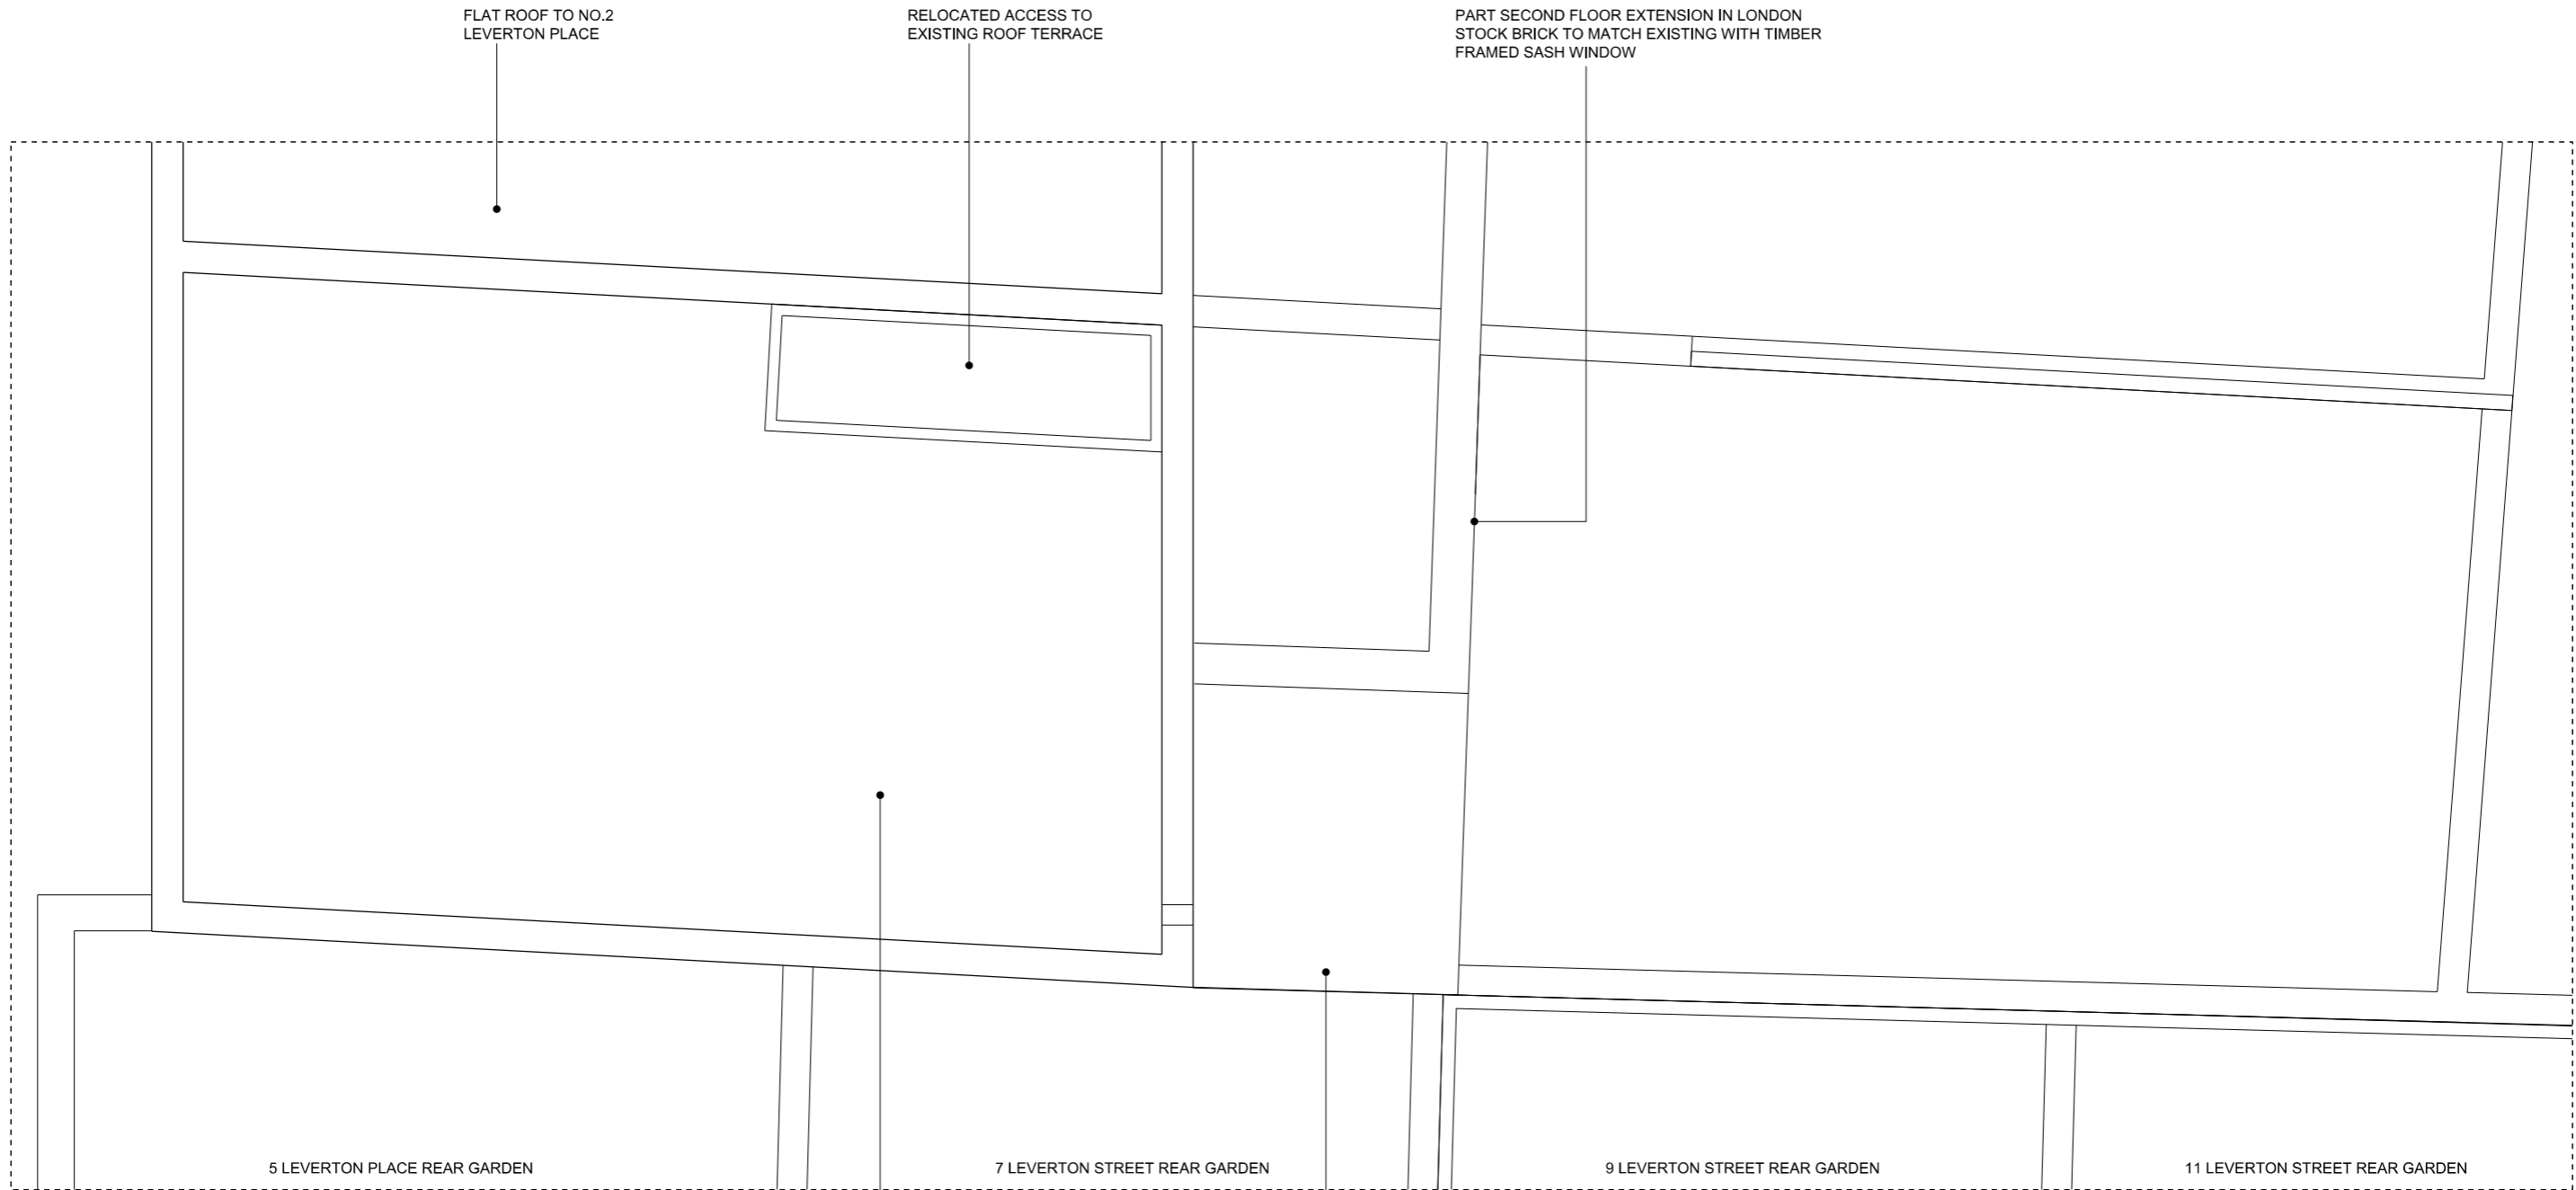 FLAT ROOF TO NO.2
LEVERTON PLACE
RELOCATED ACCESS TO
EXISTING ROOF TERRACE
PART SECOND FLOOR EXTENSION IN LONDON
STOCK BRICK TO MATCH EXISTING WITH TIMBER
FRAMED SASH WINDOW
5 LEVERTON PLACE REAR GARDEN
7 LEVERTON STREET REAR GARDEN
9 LEVERTON STREET REAR GARDEN
11 LEVERTON STREET REAR GARDEN